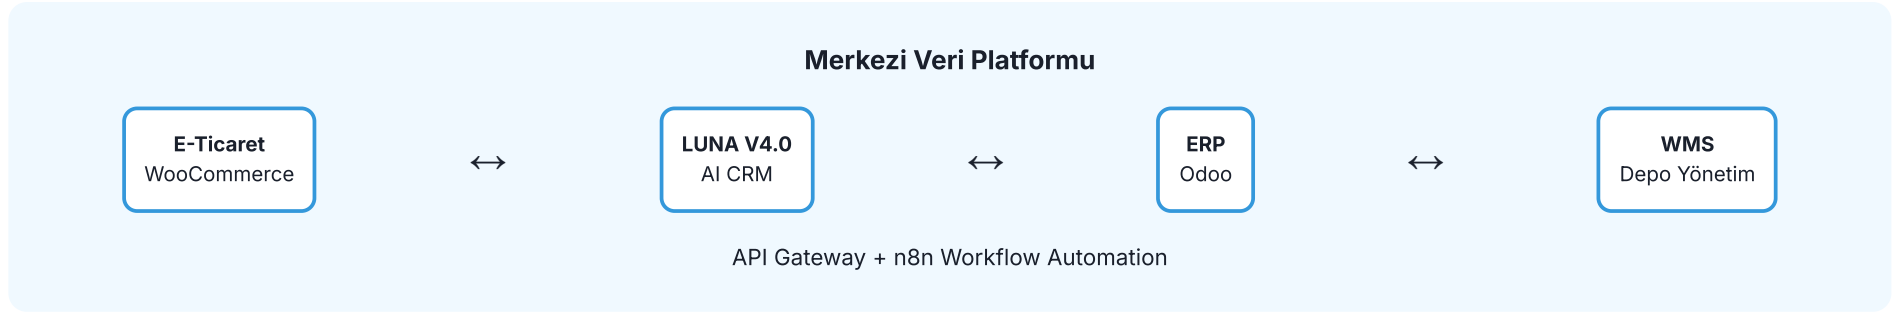 Merkezi Veri Platformu
E-Ticaret
WooCommerce
↔
LUNA V4.0
AI CRM
↔
ERP
Odoo
↔
WMS
Depo Yönetim
API Gateway + n8n Workflow Automation